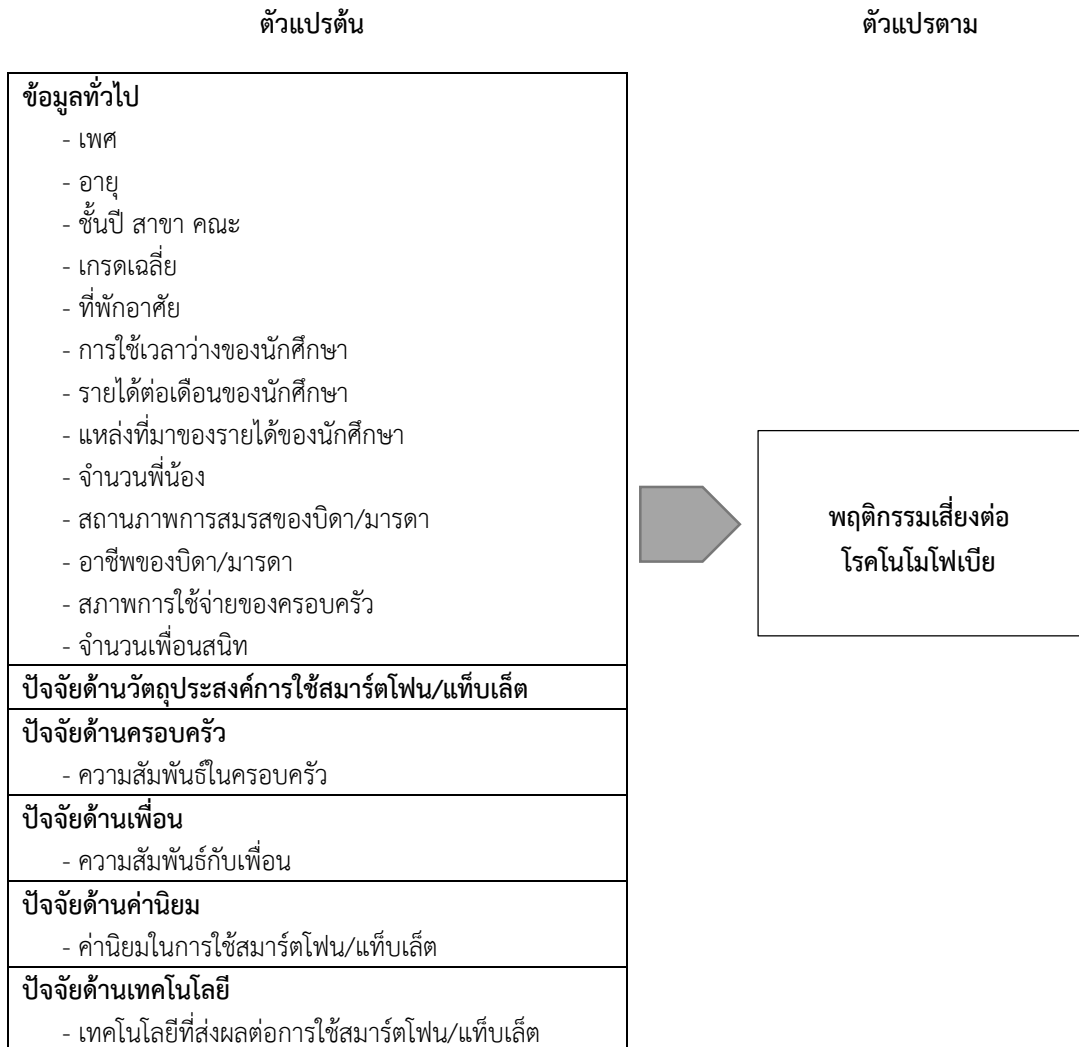 ตัวแปรต้น
ตัวแปรตาม
ข้อมูลทั่วไป
- เพศ
- อายุ
- ชั้นปี สาขา คณะ
- เกรดเฉลี่ย
- ที่พักอาศัย
- การใช้เวลาว่างของนักศึกษา
- รายได้ต่อเดือนของนักศึกษา
- แหล่งที่มาของรายได้ของนักศึกษา
- จำนวนพี่น้อง
- สถานภาพการสมรสของบิดา/มารดา
- อาชีพของบิดา/มารดา
- สภาพการใช้จ่ายของครอบครัว
- จำนวนเพื่อนสนิท
ปัจจัยด้านวัตถุประสงค์การใช้สมาร์ตโฟน/แท็บเล็ต
ปัจจัยด้านครอบครัว
- ความสัมพันธ์ในครอบครัว
ปัจจัยด้านเพื่อน
- ความสัมพันธ์กับเพื่อน
ปัจจัยด้านค่านิยม
- ค่านิยมในการใช้สมาร์ตโฟน/แท็บเล็ต
ปัจจัยด้านเทคโนโลยี
- เทคโนโลยีที่ส่งผลต่อการใช้สมาร์ตโฟน/แท็บเล็ต
พฤติกรรมเสี่ยงต่อ
โรคโนโมโฟเบีย